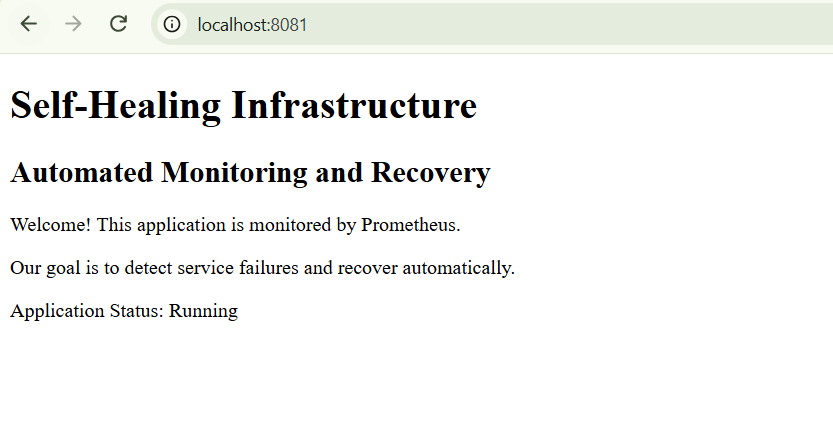 localhost:8081
Self-Healing Infrastructure
Automated Monitoring and Recovery
Welcome! This application is monitored by Prometheus.
Our goal is to detect service failures and recover automatically.
Application Status: Running